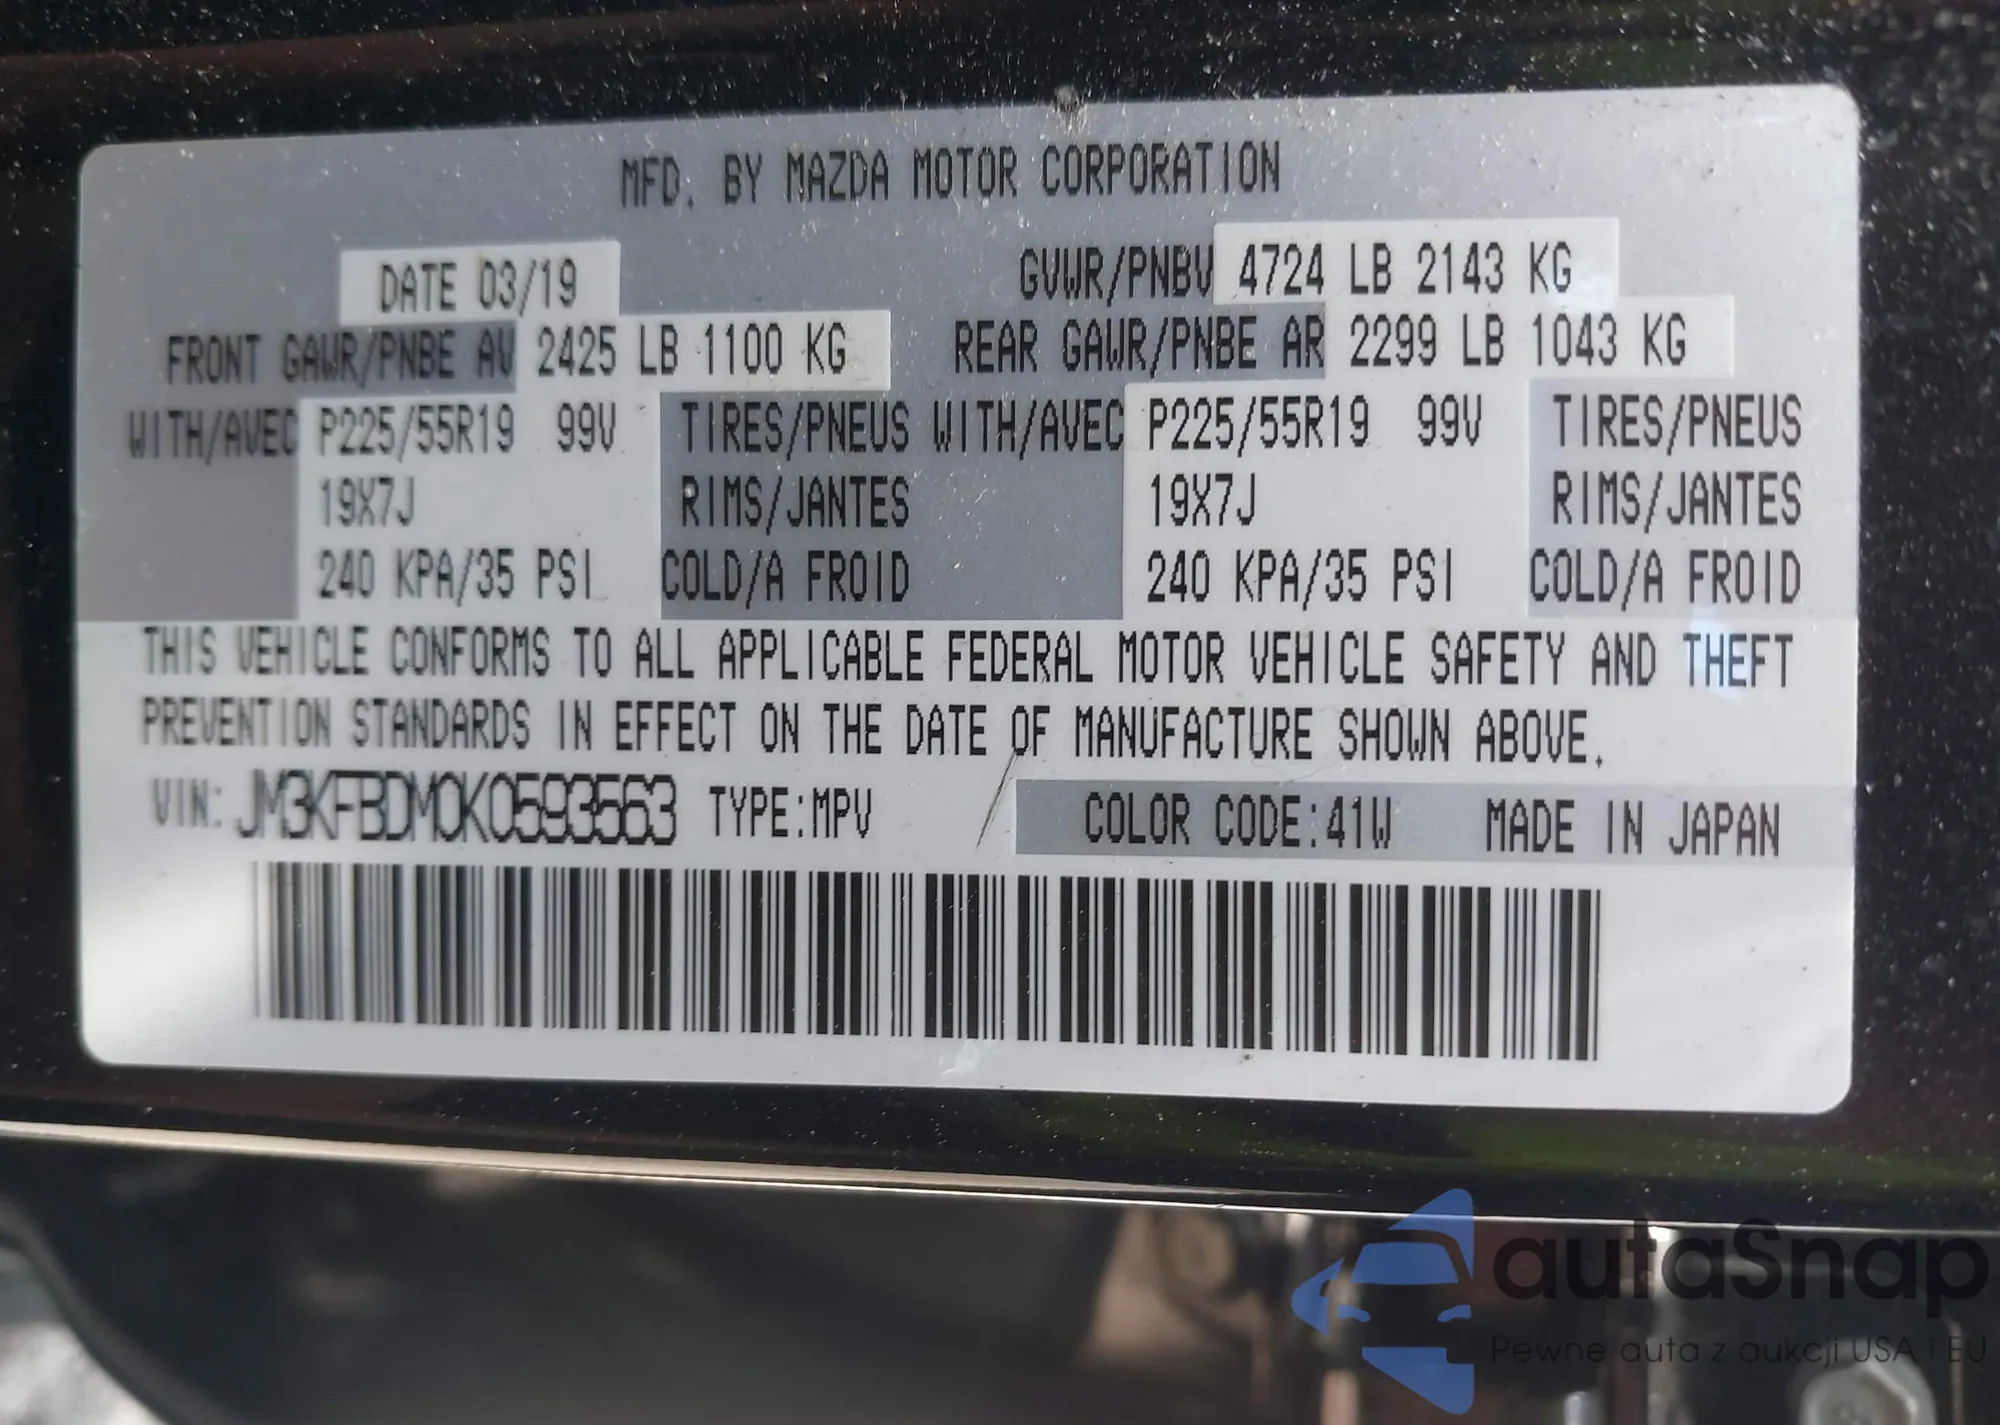 MFD. BY MAZDA MOTOR CORPORATION
DATE 03/19 GVWR/PNBV 4724 LB 2143 KG
FRONT GAWR/PNBE AV 2425 LB 1100 KG REAR GAWR/PNBE AR 2299 LB 1043 KG
WITH/AVEC P225/55R19 99V TIRES/PNEUS WITH/AVEC P225/55R19 99V TIRES/PNEUS
19X7J RIMS/JANTES 19X7J RIMS/JANTES
240 KPA/35 PSI COLD/A FROID 240 KPA/35 PSI COLD/A FROID
THIS VEHICLE CONFORMS TO ALL APPLICABLE FEDERAL MOTOR VEHICLE SAFETY AND THEFT
PREVENTION STANDARDS IN EFFECT ON THE DATE OF MANUFACTURE SHOWN ABOVE.
VIN: JM3KFBDM0K0593563 TYPE:MPV COLOR CODE:41W MADE IN JAPAN
autaSnap
Pewne auta z aukcji USA i EU